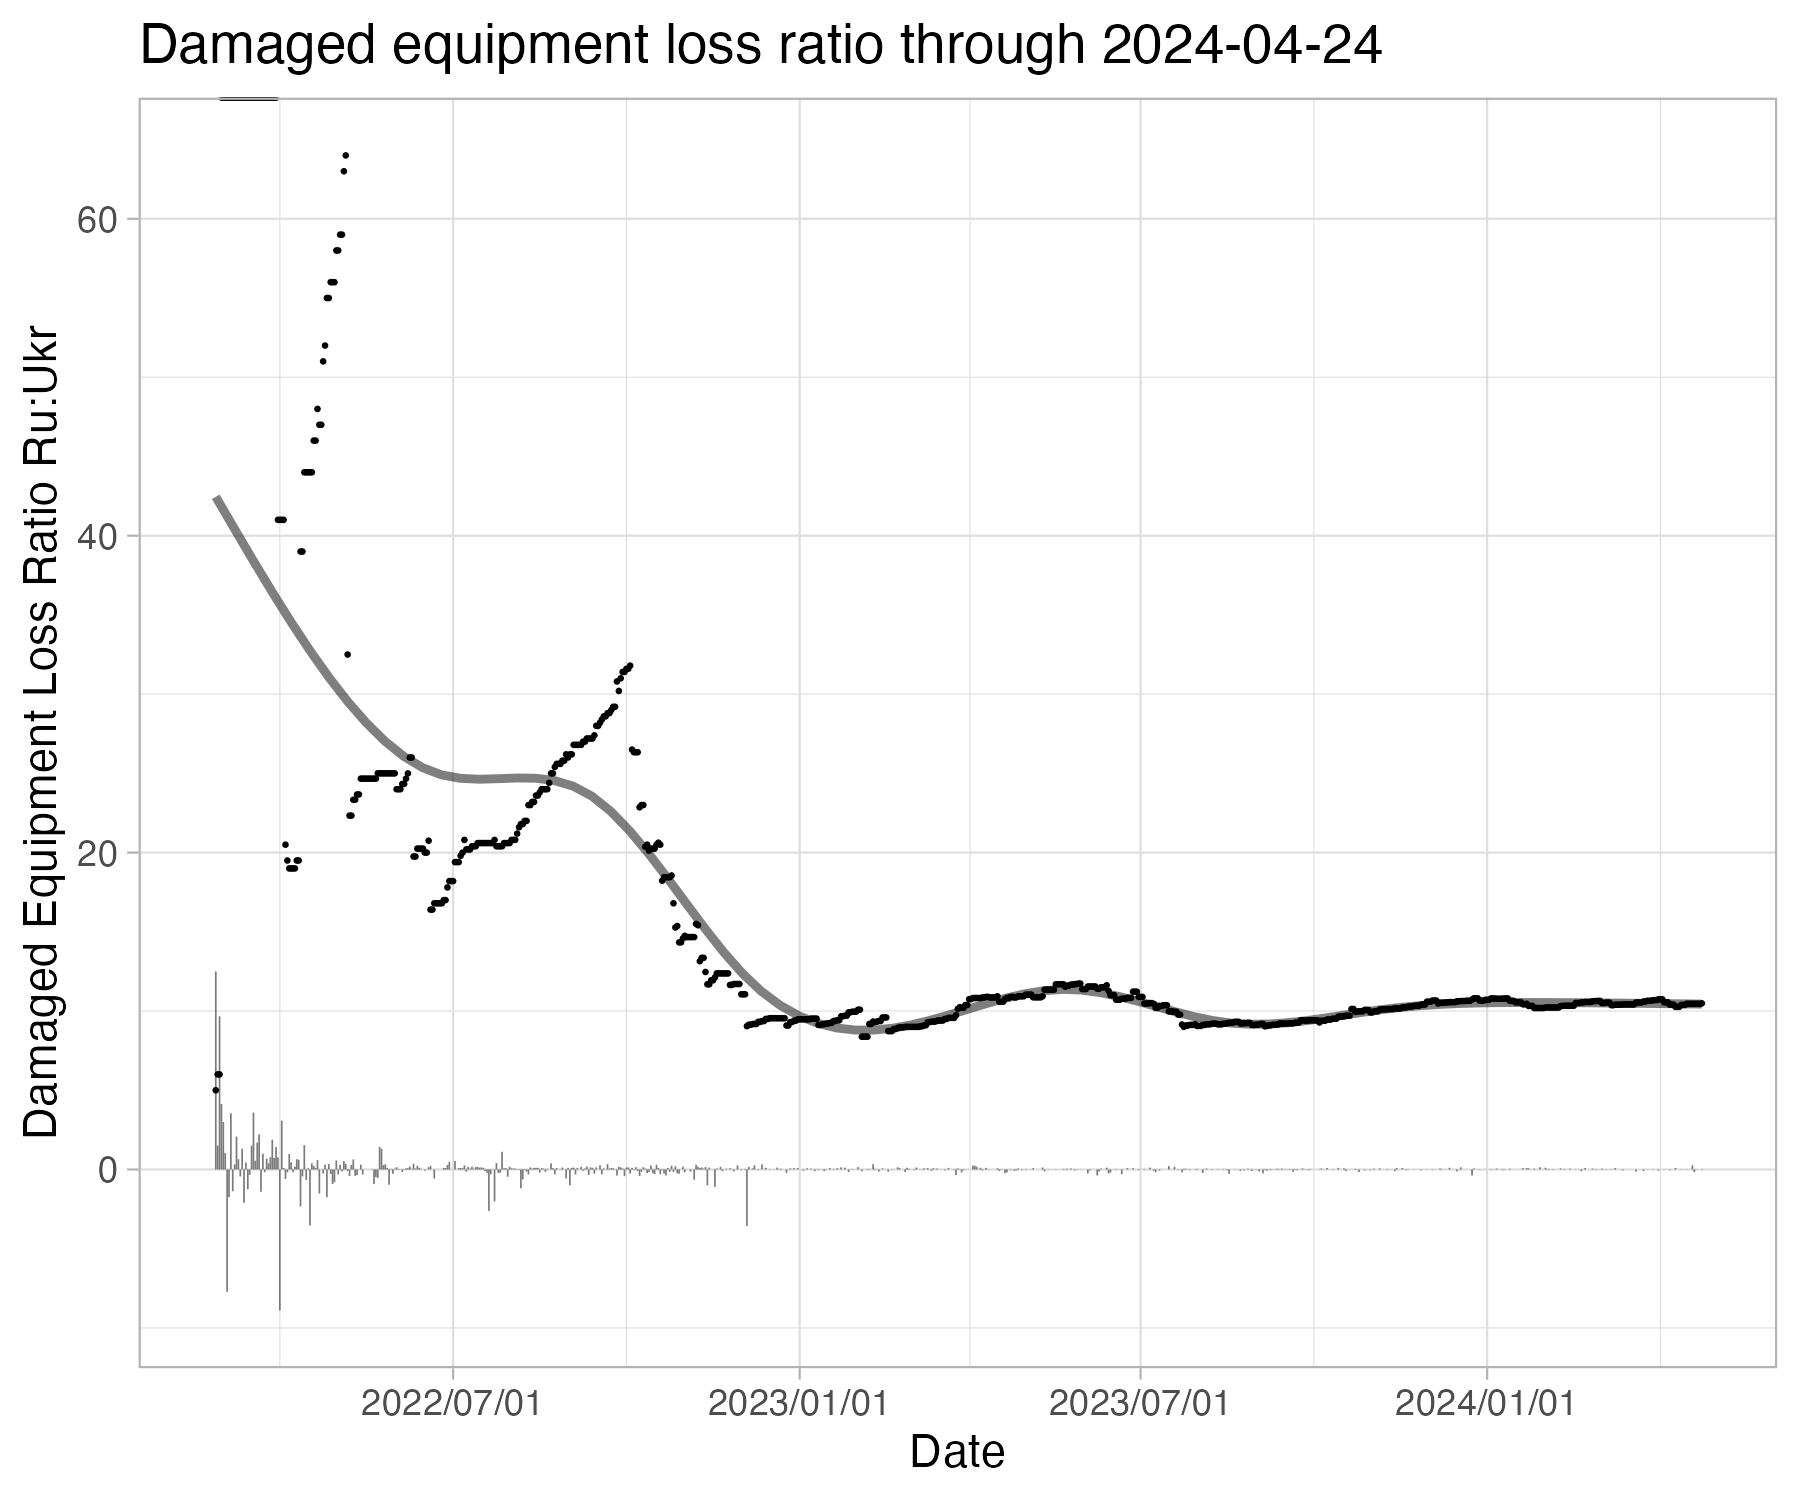 Damaged equipment loss ratio through 2024-04-24
Damaged Equipment Loss Ratio Ru:Ukr
60
40
20
0
2022/07/01
2023/01/01
2023/07/01
2024/01/01
Date